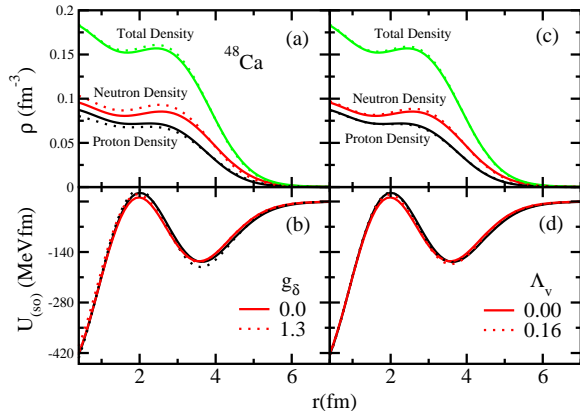 0.2
0.15
0.1
0.05
0
ρ (fm⁻³)
Total Density
(a)
⁴⁸Ca
Neutron Density
Proton Density
Total Density
(c)
Neutron Density
Proton Density
-140
-280
-420
U(so) (MeV fm)
(b)
gδ
0.0
1.3
(d)
Λv
0.00
0.16
2 4 6 2 4 6
r(fm)